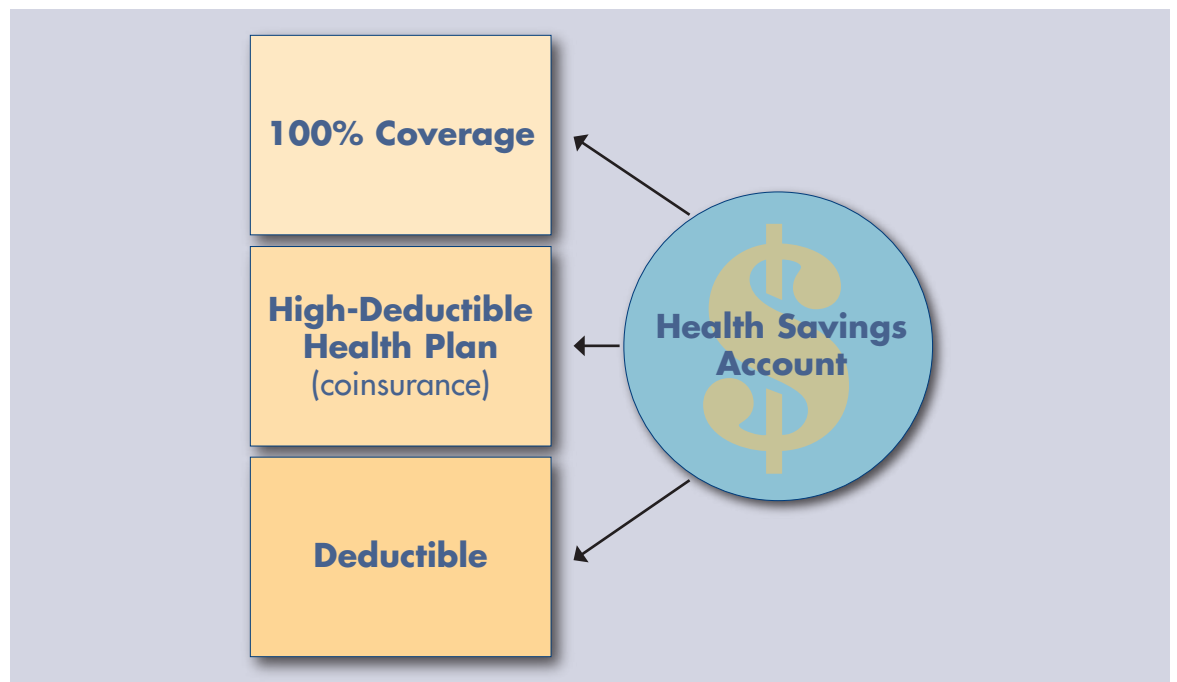 100% Coverage
High-Deductible
Health Plan
(coinsurance)
Deductible
$
Health Savings
Account